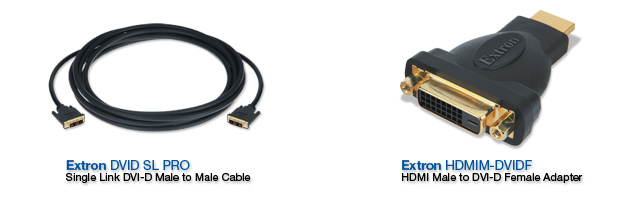 Extron
Extron DVID SL PRO
Single Link DVI-D Male to Male Cable
Extron HDMIM-DVIDF
HDMI Male to DVI-D Female Adapter